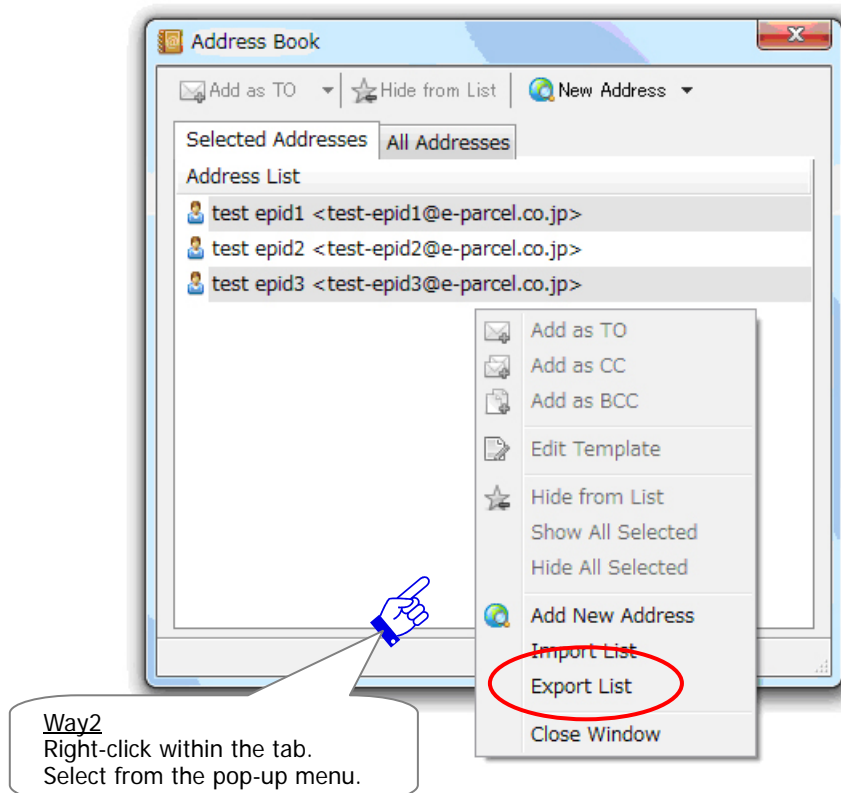 Address Book
Add as TO Hide from List New Address
Selected Addresses All Addresses
Address List
test epid1 <test-epid1@e-parcel.co.jp>
test epid2 <test-epid2@e-parcel.co.jp>
test epid3 <test-epid3@e-parcel.co.jp>
Add as TO
Add as CC
Add as BCC
Edit Template
Hide from List
Show All Selected
Hide All Selected
Add New Address
Import List
Export List
Close Window
Way2
Right-click within the tab.
Select from the pop-up menu.